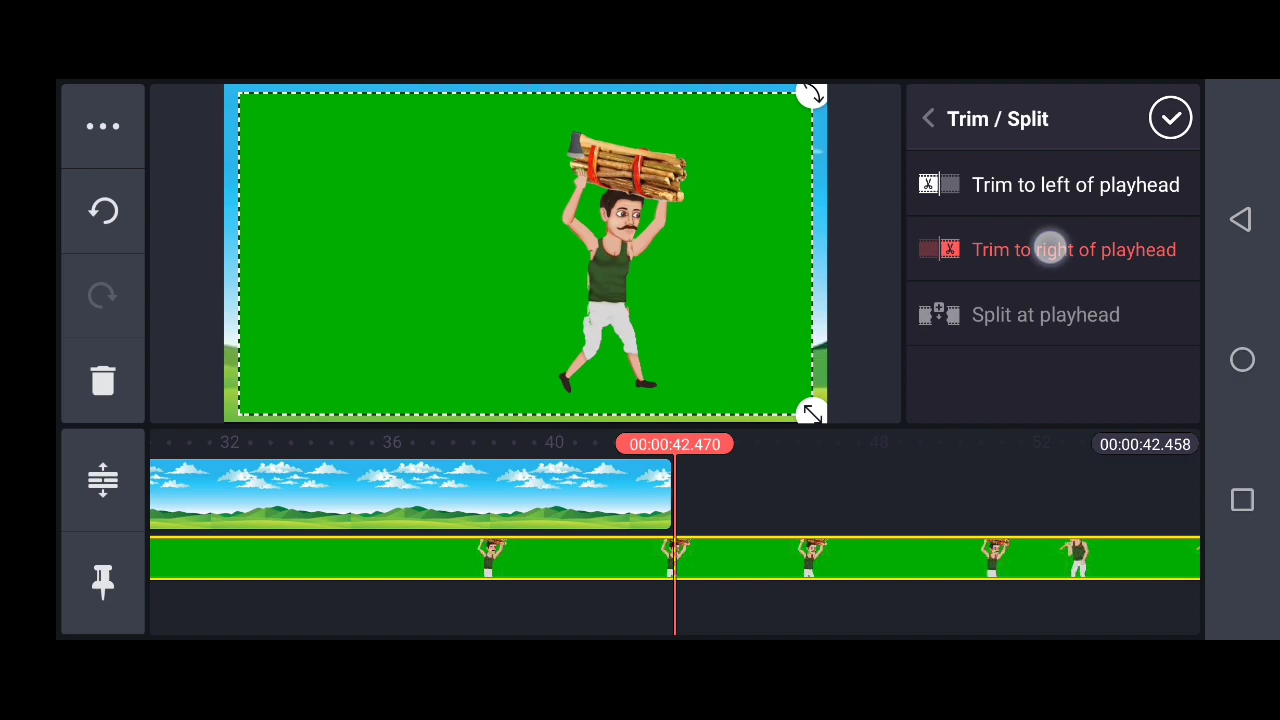 Trim / Split
Trim to left of playhead
Trim to right of playhead
Split at playhead
32 36 40 00:00:42.470 48 52 00:00:42.458